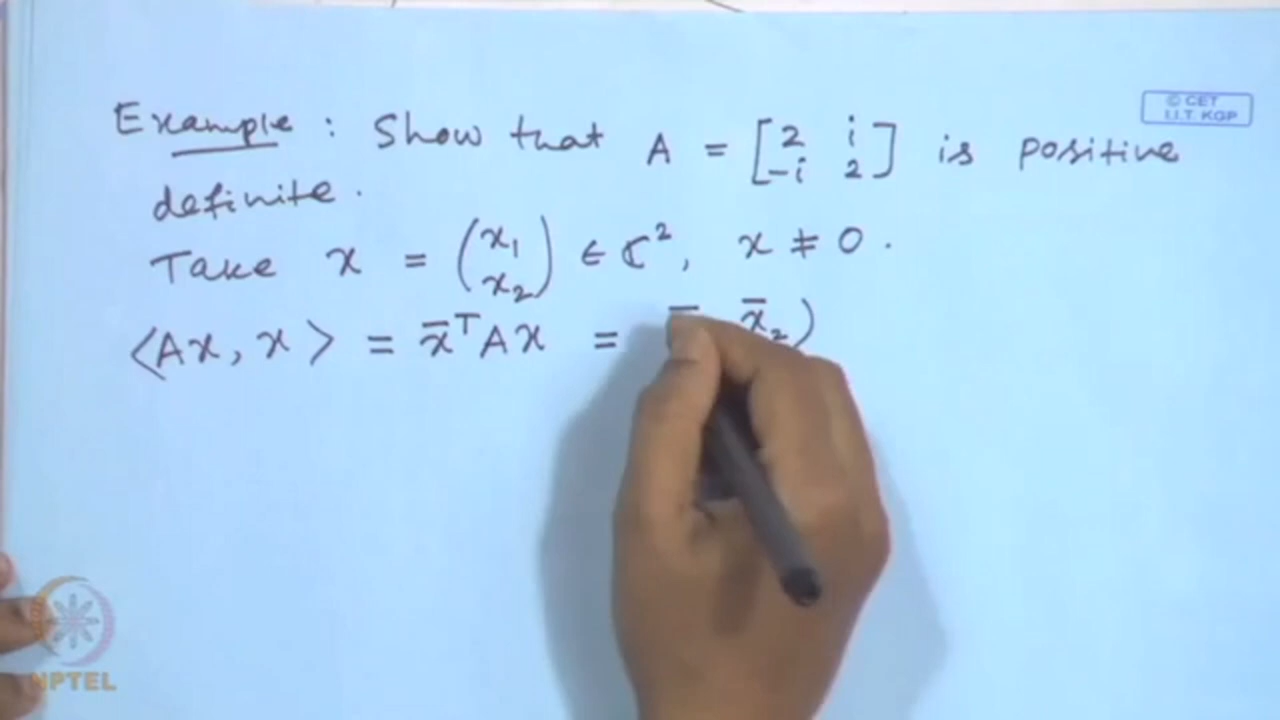 © CET
I.I.T. KGP
Example : Show that A = [2 i; -i 2] is positive
definite.
Take x = (x₁; x₂) ∈ ℂ², x ≠ 0.
⟨Ax, x⟩ = x̄ᵀAx = x̄₂)
NPTEL